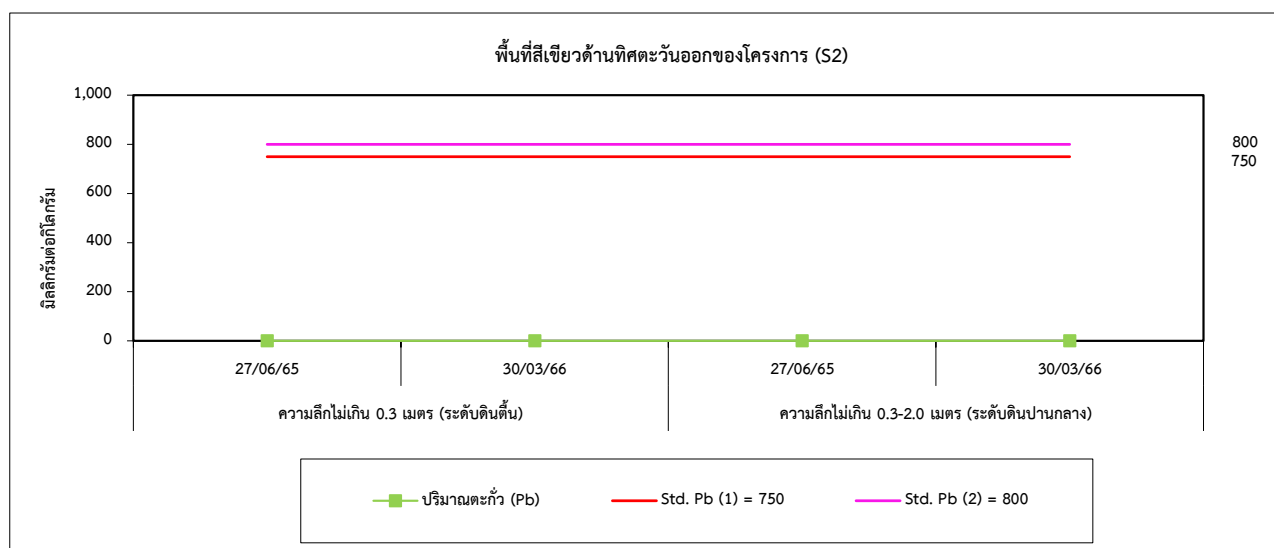 พื้นที่สีเขียวด้านทิศตะวันออกของโครงการ (S2)
มิลลิกรัมต่อกิโลกรัม
1,000
800
600
400
200
0
800
750
27/06/65 30/03/66 27/06/65 30/03/66
ความลึกไม่เกิน 0.3 เมตร (ระดับดินตื้น) ความลึกไม่เกิน 0.3-2.0 เมตร (ระดับดินปานกลาง)
ปริมาณตะกั่ว (Pb) Std. Pb (1) = 750 Std. Pb (2) = 800